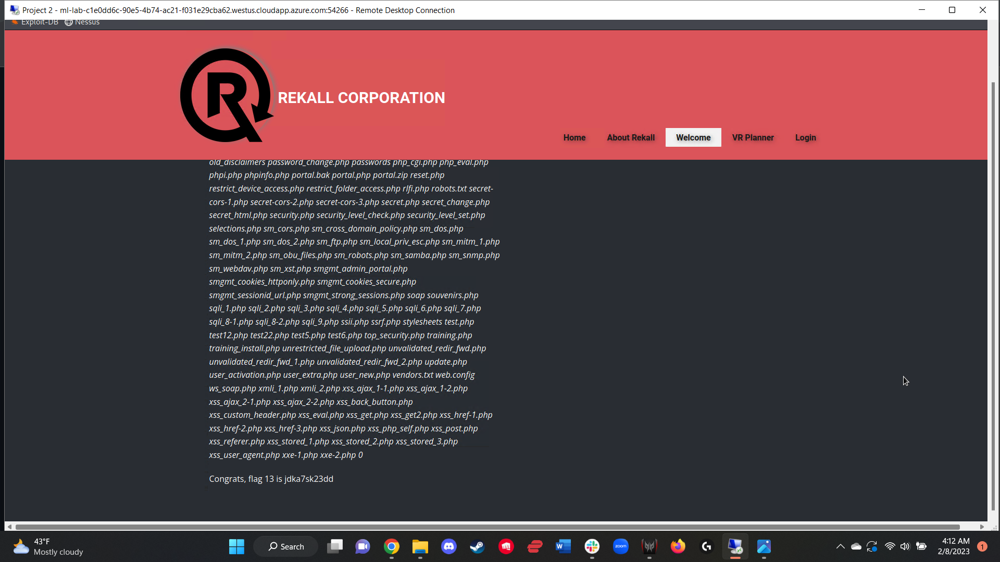 Project 2 - ml-lab-c1e0dd6c-90e5-4b74-ac21-f031e29cba62.westus.cloudapp.azure.com:54266 - Remote Desktop Connection
Exploit-DB Nessus
R
REKALL CORPORATION
Home About Rekall Welcome VR Planner Login
old_disclaimers password_change.php passwords php_cgi.php php_eval.php
phpi.php phpinfo.php portal.bak portal.php portal.zip reset.php
restrict_device_access.php restrict_folder_access.php rlfi.php robots.txt secret-
cors-1.php secret-cors-2.php secret-cors-3.php secret.php secret_change.php
secret_html.php security.php security_level_check.php security_level_set.php
selections.php sm_cors.php sm_cross_domain_policy.php sm_dos.php
sm_dos_1.php sm_dos_2.php sm_ftp.php sm_local_priv_esc.php sm_mitm_1.php
sm_mitm_2.php sm_obu_files.php sm_robots.php sm_samba.php sm_snmp.php
sm_webdav.php sm_xst.php smgmt_admin_portal.php
smgmt_cookies_httponly.php smgmt_cookies_secure.php
smgmt_sessionid_url.php smgmt_strong_sessions.php soap souvenirs.php
sqli_1.php sqli_2.php sqli_3.php sqli_4.php sqli_5.php sqli_6.php sqli_7.php
sqli_8-1.php sqli_8-2.php sqli_9.php ssii.php ssrf.php stylesheets test.php
test12.php test22.php test5.php test6.php top_security.php training.php
training_install.php unrestricted_file_upload.php unvalidated_redir_fwd.php
unvalidated_redir_fwd_1.php unvalidated_redir_fwd_2.php update.php
user_activation.php user_extra.php user_new.php vendors.txt web.config
ws_soap.php xmli_1.php xmli_2.php xss_ajax_1-1.php xss_ajax_1-2.php
xss_ajax_2-1.php xss_ajax_2-2.php xss_back_button.php
xss_custom_header.php xss_eval.php xss_get.php xss_get2.php xss_href-1.php
xss_href-2.php xss_href-3.php xss_json.php xss_php_self.php xss_post.php
xss_referer.php xss_stored_1.php xss_stored_2.php xss_stored_3.php
xss_user_agent.php xxe-1.php xxe-2.php 0
Congrats, flag 13 is jdka7sk23dd
43°F
Mostly cloudy
Search
W
zoom
4:12 AM
2/8/2023
1